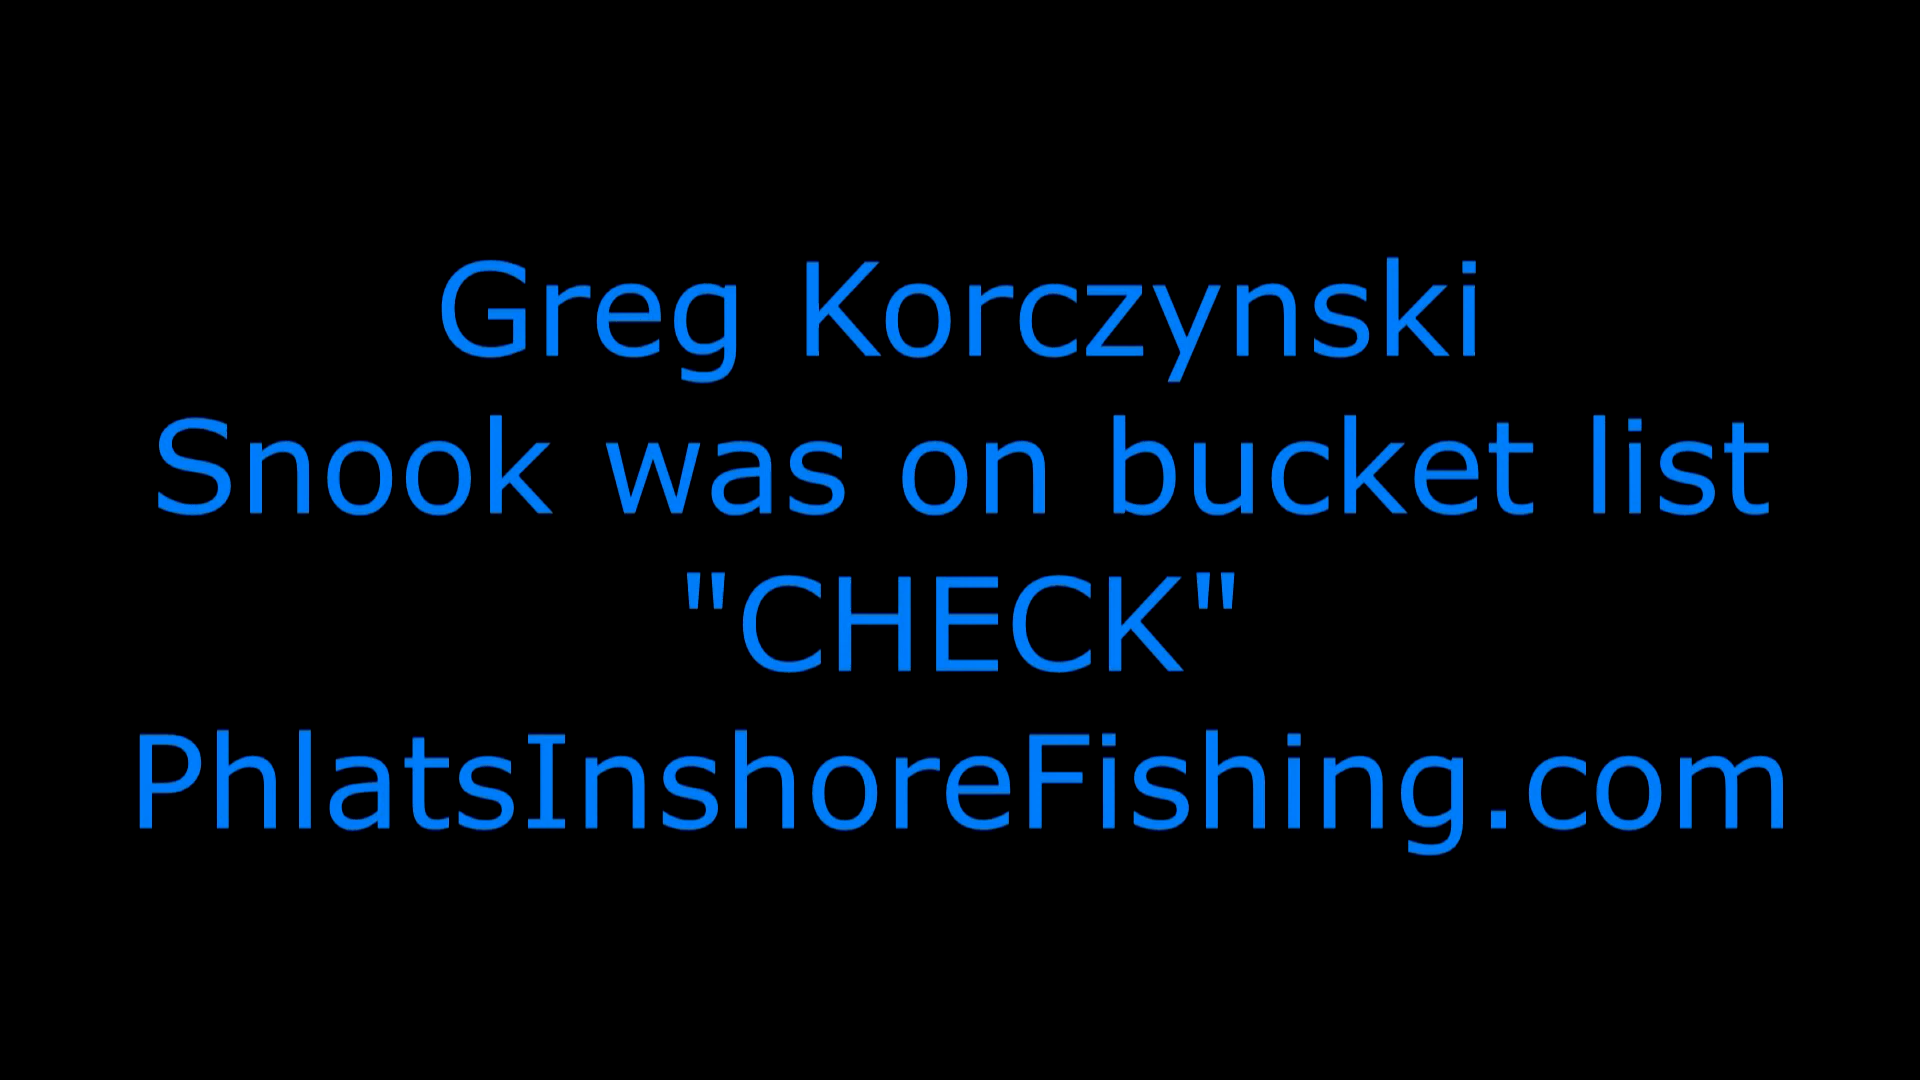 Greg Korczynski
Snook was on bucket list
"CHECK"
PhlatsInshoreFishing.com